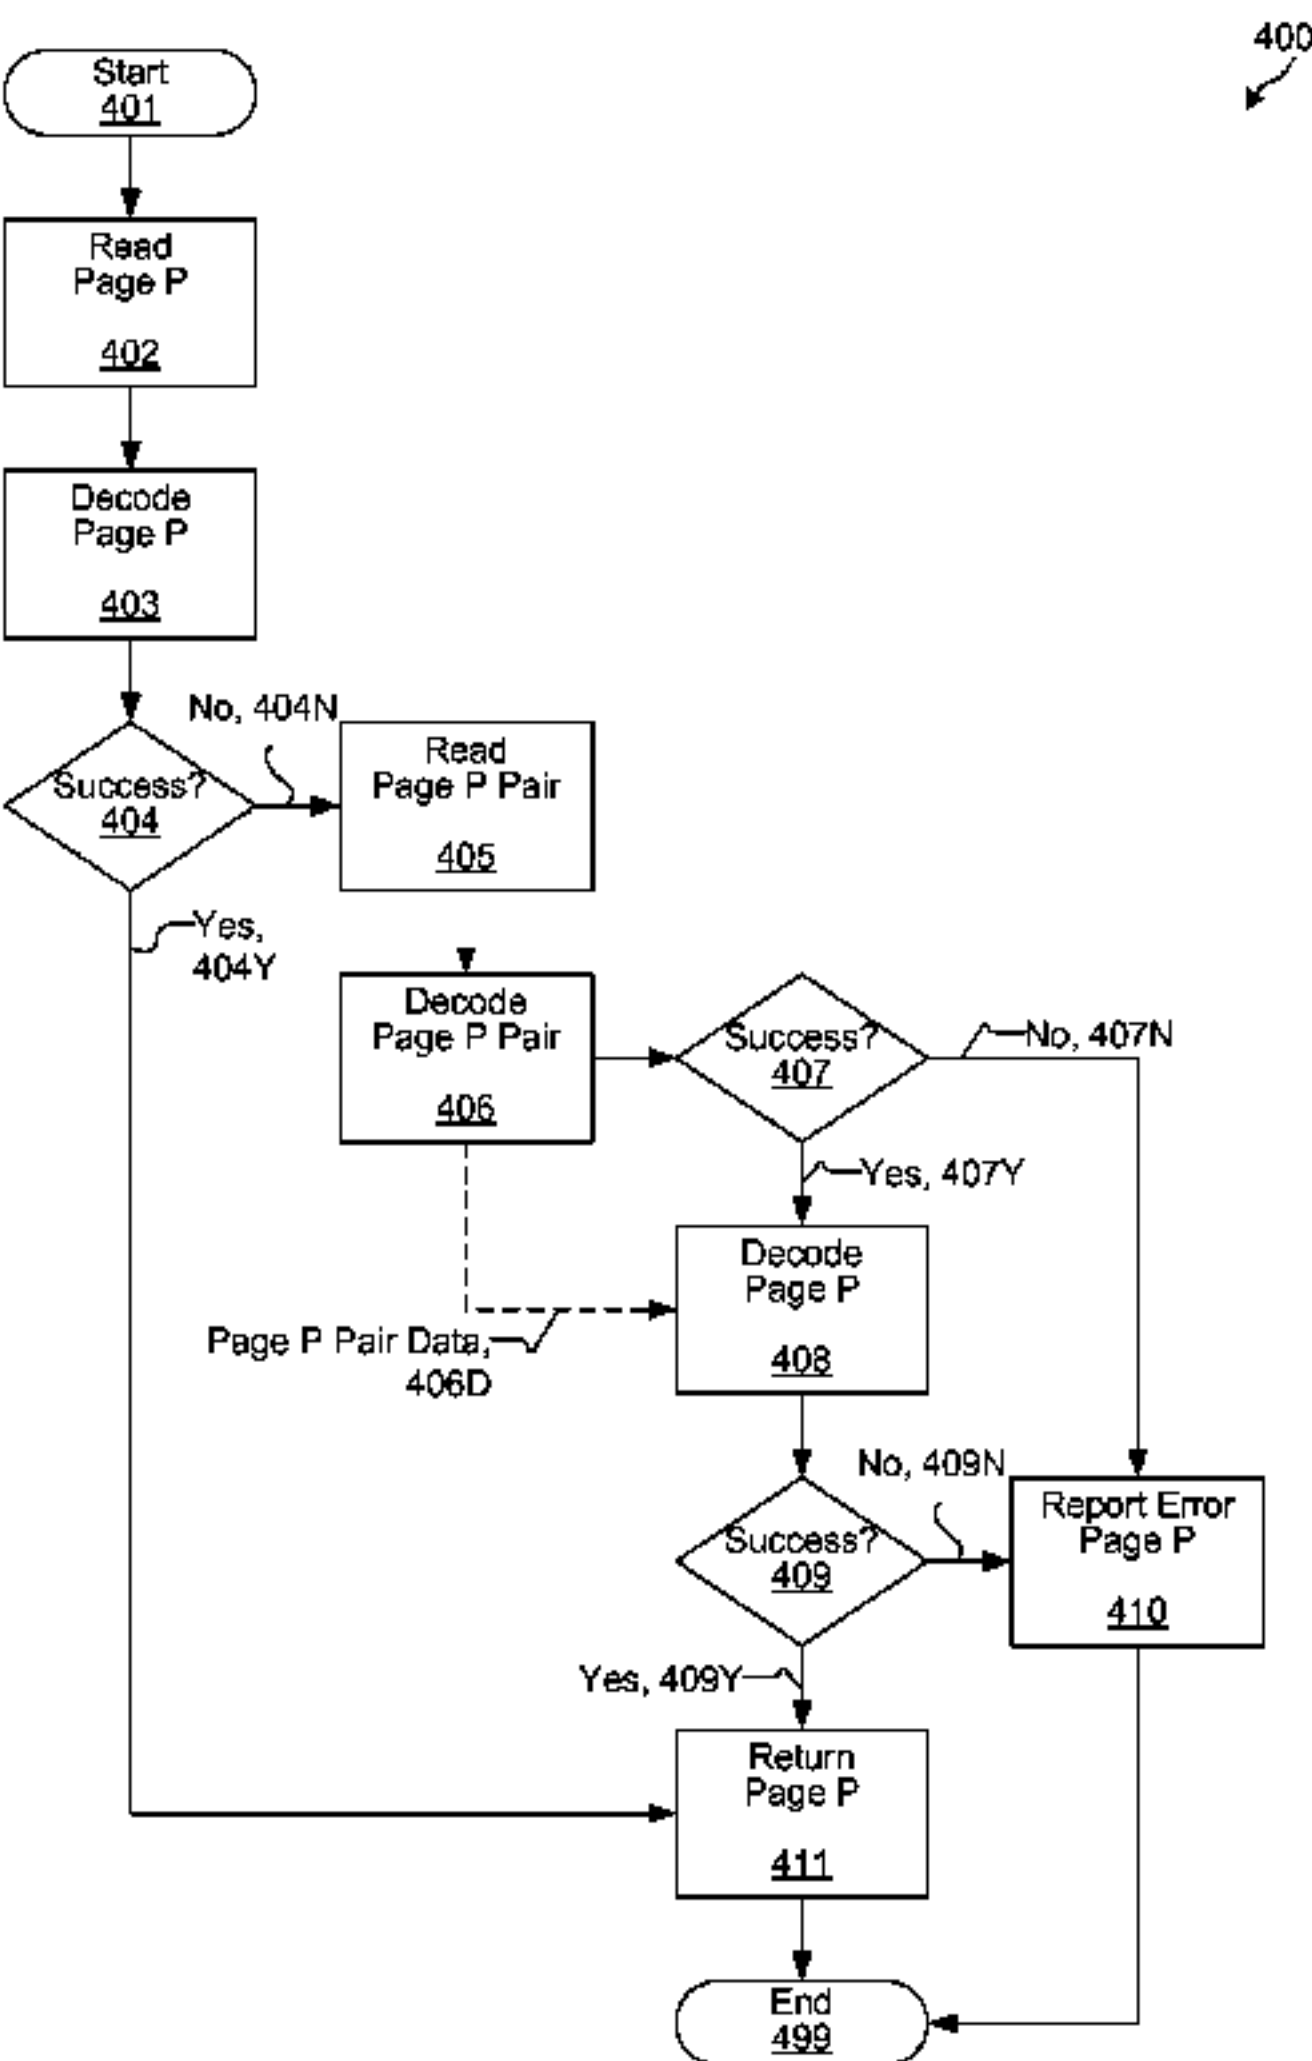 400
Start
401
Read
Page P
402
Decode
Page P
403
No, 404N
Success?
404
Read
Page P Pair
405
Yes,
404Y
Decode
Page P Pair
406
Success?
407
No, 407N
Yes, 407Y
Decode
Page P
408
Page P Pair Data,
406D
No, 409N
Success?
409
Report Error
Page P
410
Yes, 409Y
Return
Page P
411
End
499